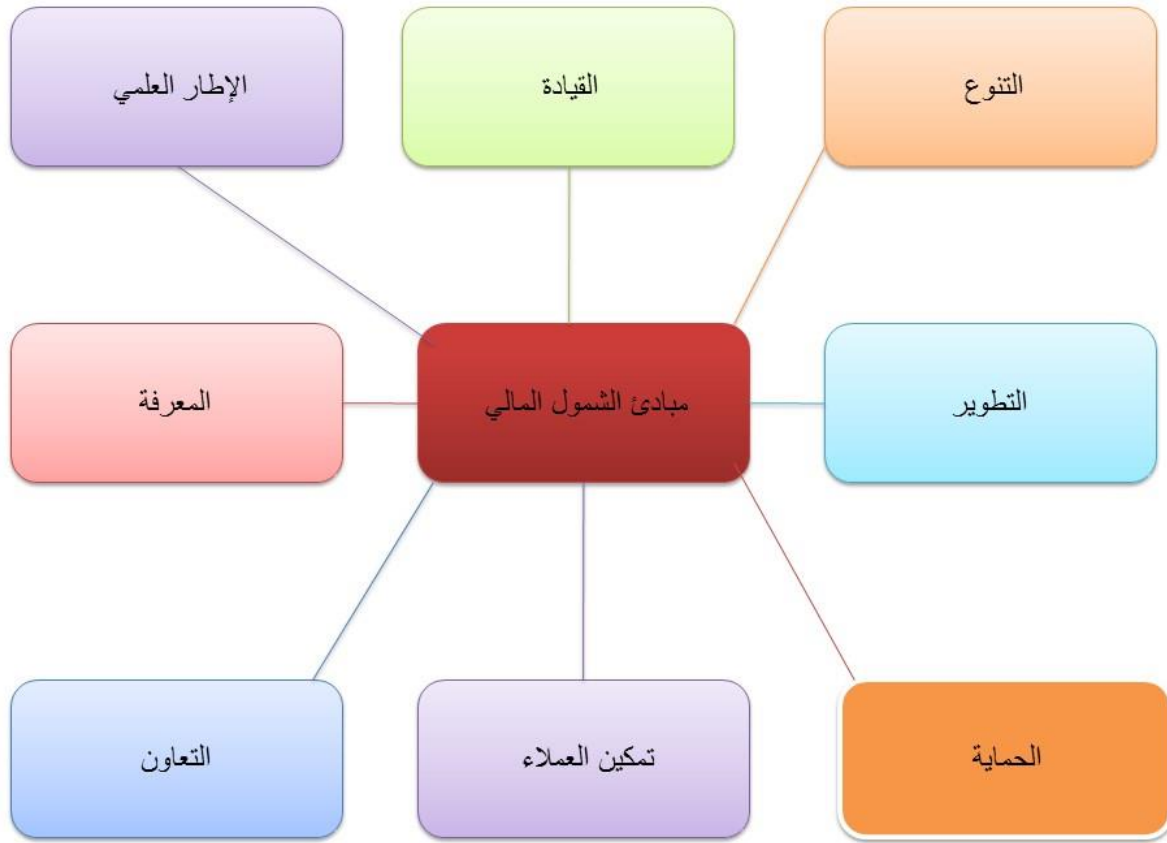 التنوع
القيادة
الإطار العلمي
التطوير
مبادئ الشمول المالي
المعرفة
الحماية
تمكين العملاء
التعاون